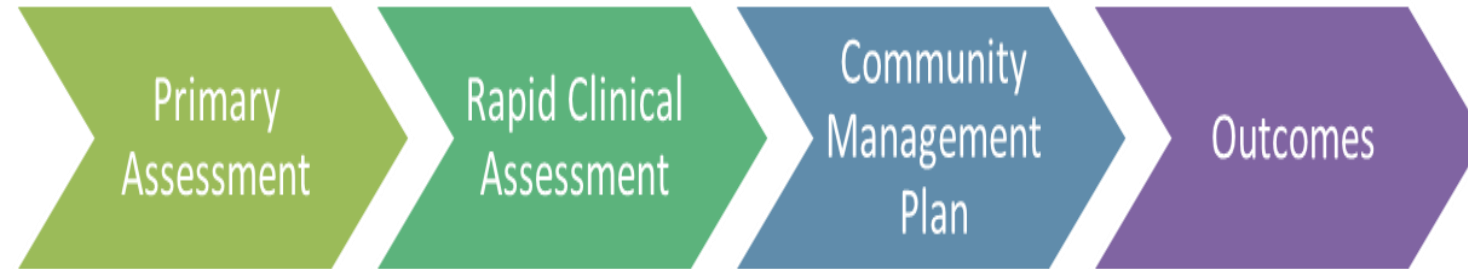 Primary
Assessment
Rapid Clinical
Assessment
Community
Management
Plan
Outcomes